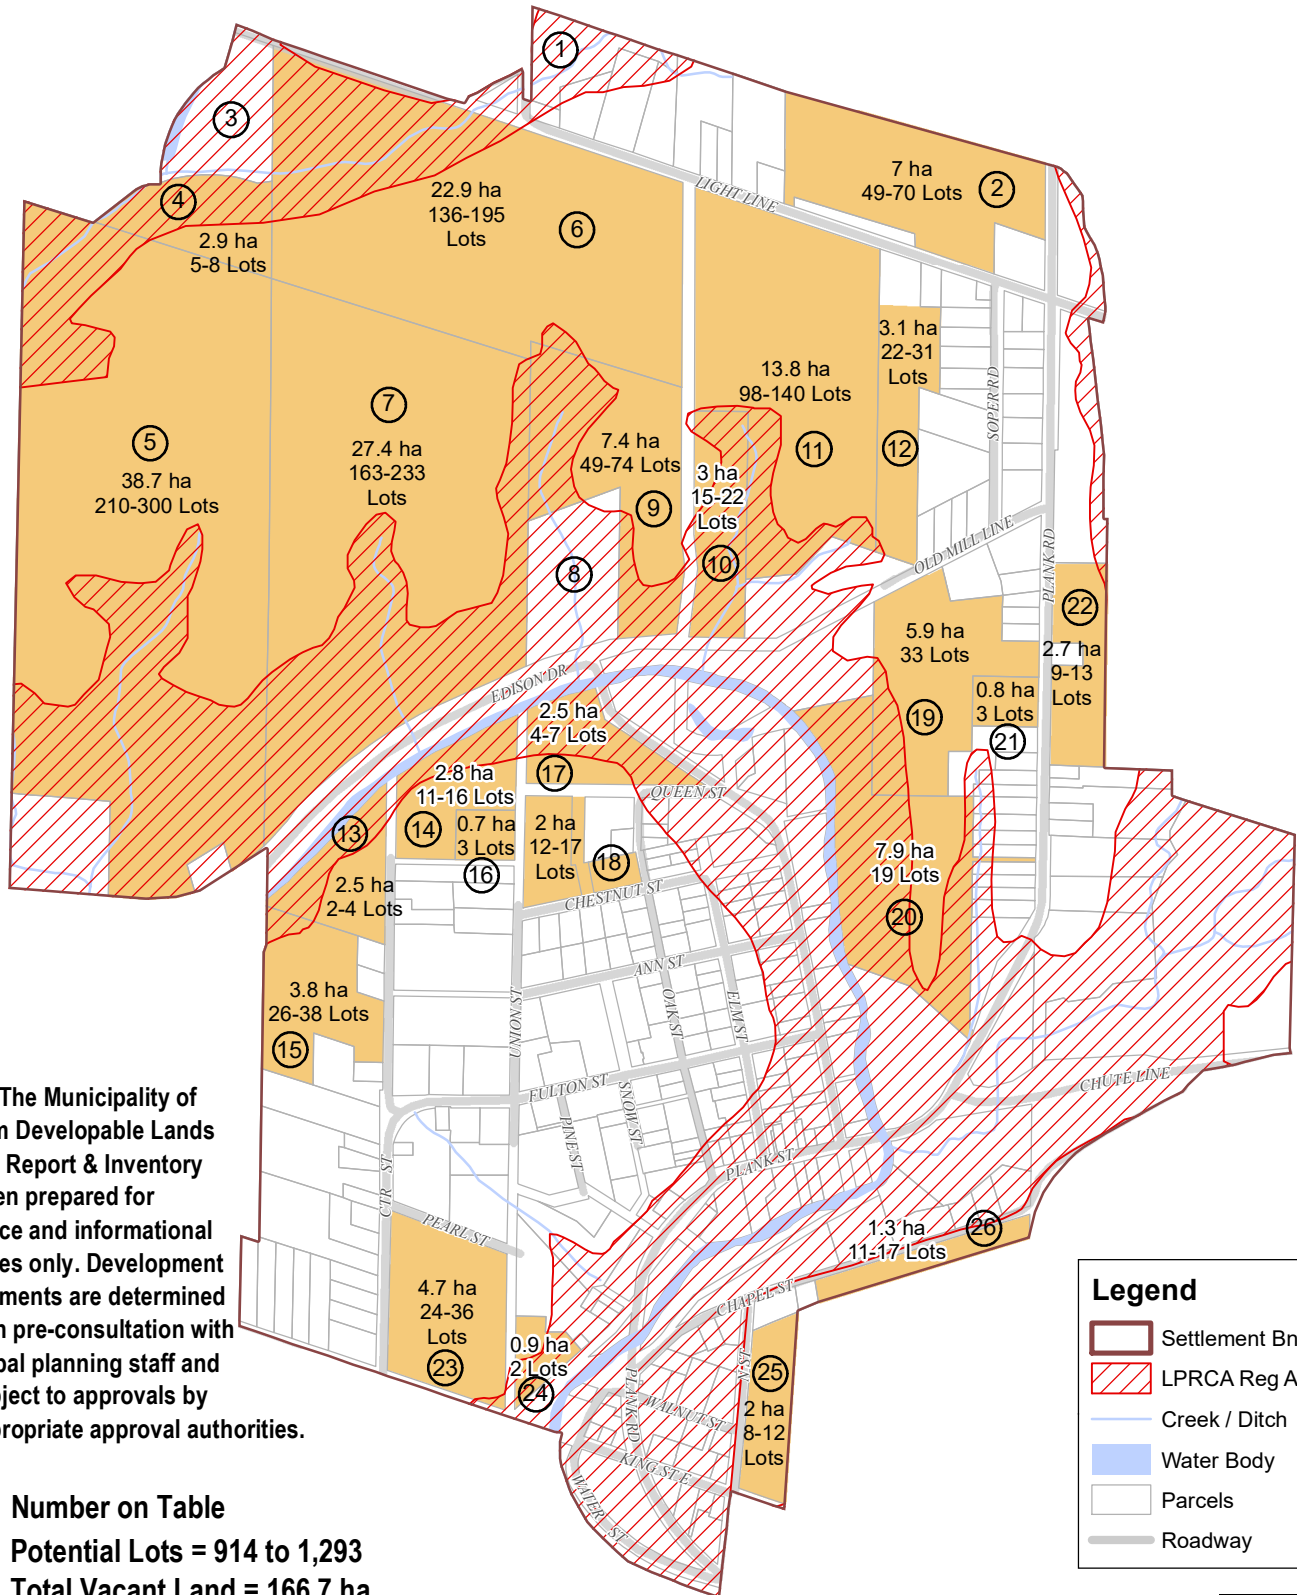 1
3
4
2.9 ha
5-8 Lots
22.9 ha
136-195
Lots
6
7 ha
49-70 Lots
2
LIGHT LINE
5
38.7 ha
210-300 Lots
7
27.4 ha
163-233
Lots
7.4 ha
49-74 Lots
9
8
3 ha
15-22
Lots
10
13.8 ha
98-140 Lots
11
3.1 ha
22-31
Lots
12
SOPER RD
OLD MILL LINE
PLANK RD
22
2.7 ha
9-13
Lots
5.9 ha
33 Lots
19
0.8 ha
3 Lots
21
7.9 ha
19 Lots
20
EDISON DR
2.5 ha
4-7 Lots
17
QUEEN ST
13
2.5 ha
2-4 Lots
2.8 ha
11-16 Lots
14
0.7 ha
3 Lots
16
2 ha
12-17
Lots
18
CHESTNUT ST
ANN ST
OAK ST
ELM ST
UNION ST
3.8 ha
26-38 Lots
15
FULTON ST
SNOW ST
PINE ST
PLANK ST
CHUTE LINE
CTR ST
PEARL ST
4.7 ha
24-36
Lots
23
0.9 ha
2 Lots
24
1.3 ha
11-17 Lots
26
CHAPEL ST
N ST
25
2 ha
8-12
Lots
PLANK RD
WALNUT ST
KING ST E
WATER ST
The Municipality of
Developable Lands
Report & Inventory
prepared for
and informational
only. Development
are determined
pre-consultation with
planning staff and
to approvals by
approval authorities.
Number on Table
Potential Lots = 914 to 1,293
Total Vacant Land = 166.7 ha
Legend
Settlement
LPRCA Reg
Creek / Ditch
Water Body
Parcels
Roadway